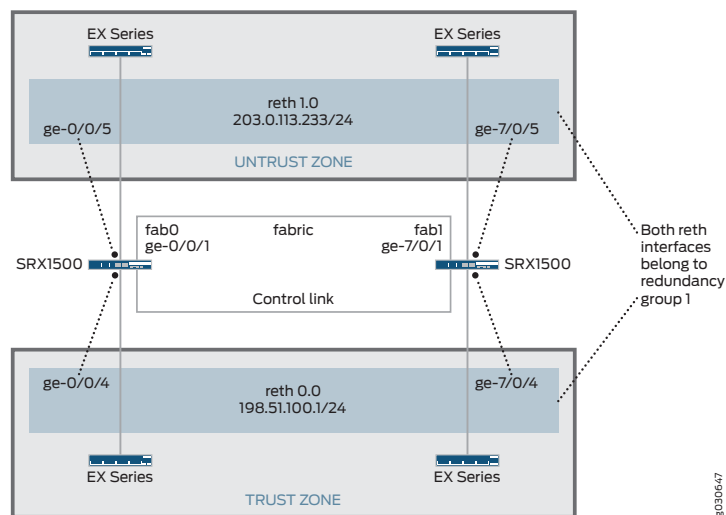 EX Series
EX Series
reth 1.0
203.0.113.233/24
ge-0/0/5
ge-7/0/5
UNTRUST ZONE
fab0
ge-0/0/1
fabric
fab1
ge-7/0/1
SRX1500
SRX1500
Control link
Both reth
interfaces
belong to
redundancy
group 1
ge-0/0/4
ge-7/0/4
reth 0.0
198.51.100.1/24
EX Series
EX Series
TRUST ZONE
g030647